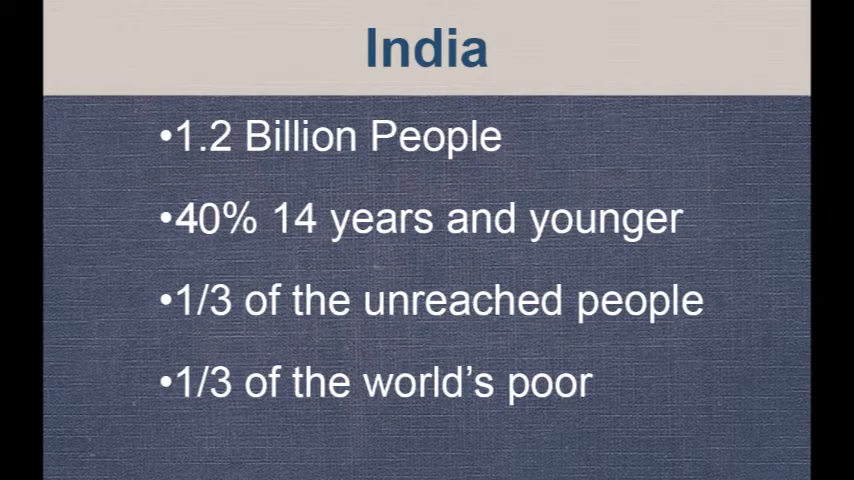 India
•1.2 Billion People
•40% 14 years and younger
•1/3 of the unreached people
•1/3 of the world’s poor